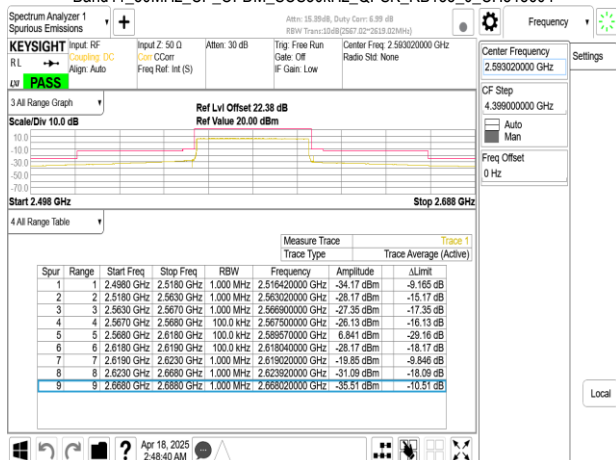 Spectrum Analyzer 1
Spurious Emissions
Attn: 15.39dB, Duty Corr: 6.99 dB
RBW Trans:10dB(2567.02~2619.02MHz)
Frequency
KEYSIGHT
RL
LXI PASS
Input: RF
Coupling: DC
Align: Auto
Input Z: 50 Ω
Corr CCorr
Freq Ref: Int (S)
Atten: 30 dB
Trig: Free Run
Gate: Off
IF Gain: Low
Center Freq: 2.593020000 GHz
Radio Std: None
Center Frequency
2.593020000 GHz
Settings
CF Step
4.399000000 GHz
Auto
Man
Freq Offset
0 Hz
3 All Range Graph
Scale/Div 10.0 dB
Ref Lvl Offset 22.38 dB
Ref Value 20.00 dBm
10.0
-10.0
-30.0
-50.0
-70.0
Start 2.498 GHz
Stop 2.688 GHz
4 All Range Table
Measure Trace Trace 1
Trace Type Trace Average (Active)
Spur Range Start Freq Stop Freq RBW Frequency Amplitude ΔLimit
1 1 2.4980 GHz 2.5180 GHz 1.000 MHz 2.516420000 GHz -34.17 dBm -9.165 dB
2 2 2.5180 GHz 2.5630 GHz 1.000 MHz 2.563020000 GHz -28.17 dBm -15.17 dB
3 3 2.5630 GHz 2.5670 GHz 1.000 MHz 2.566900000 GHz -27.35 dBm -17.35 dB
4 4 2.5670 GHz 2.5680 GHz 100.0 kHz 2.567500000 GHz -26.13 dBm -16.13 dB
5 5 2.5680 GHz 2.6180 GHz 100.0 kHz 2.589570000 GHz 6.841 dBm -29.16 dB
6 6 2.6180 GHz 2.6190 GHz 100.0 kHz 2.618040000 GHz -28.17 dBm -18.17 dB
7 7 2.6190 GHz 2.6230 GHz 1.000 MHz 2.619020000 GHz -19.85 dBm -9.846 dB
8 8 2.6230 GHz 2.6680 GHz 1.000 MHz 2.623920000 GHz -31.09 dBm -18.09 dB
9 9 2.6680 GHz 2.6880 GHz 1.000 MHz 2.668020000 GHz -35.51 dBm -10.51 dB
Local
?
Apr 18, 2025
2:48:40 AM